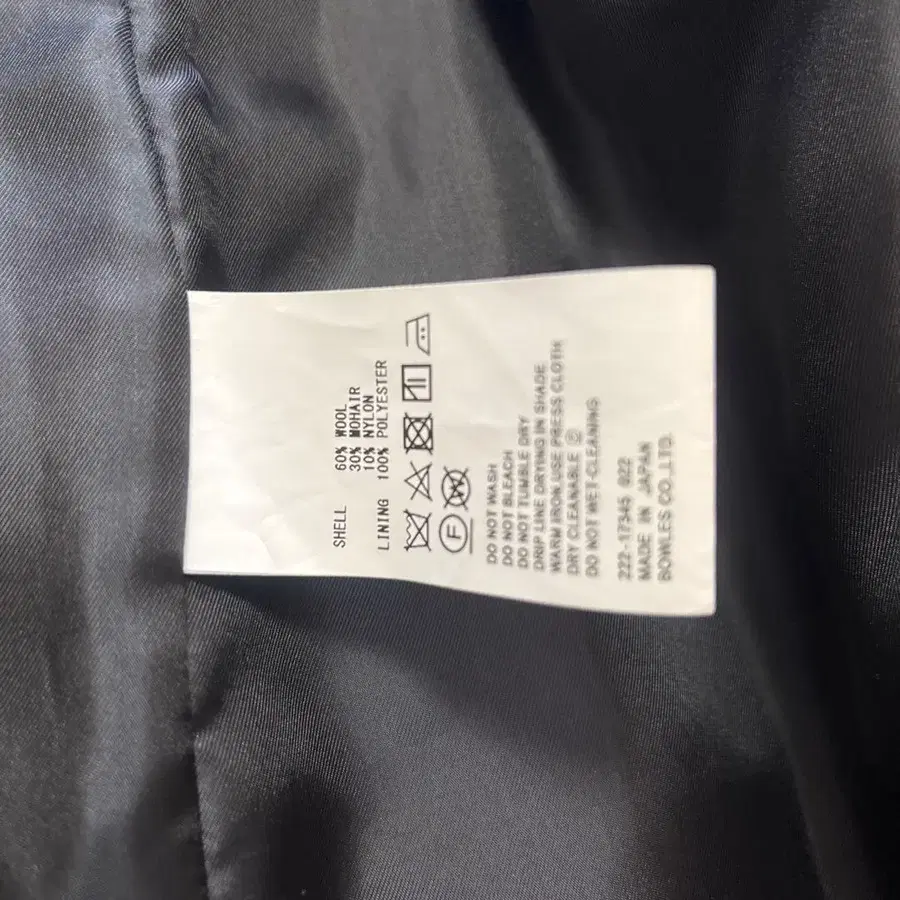 SHELL 60% WOOL
30% MOHAIR
10% NYLON
LINING 100% POLYESTER
F W
DO NOT WASH
DO NOT BLEACH
DO NOT TUMBLE DRY
DRIP LINE DRYING IN SHADE
WARM IRON.USE PRESS CLOTH
DRY CLEANABLE Ⓟ
DO NOT WET-CLEANING
222-17345 022
MADE IN JAPAN
BOWLES CO.,LTD.